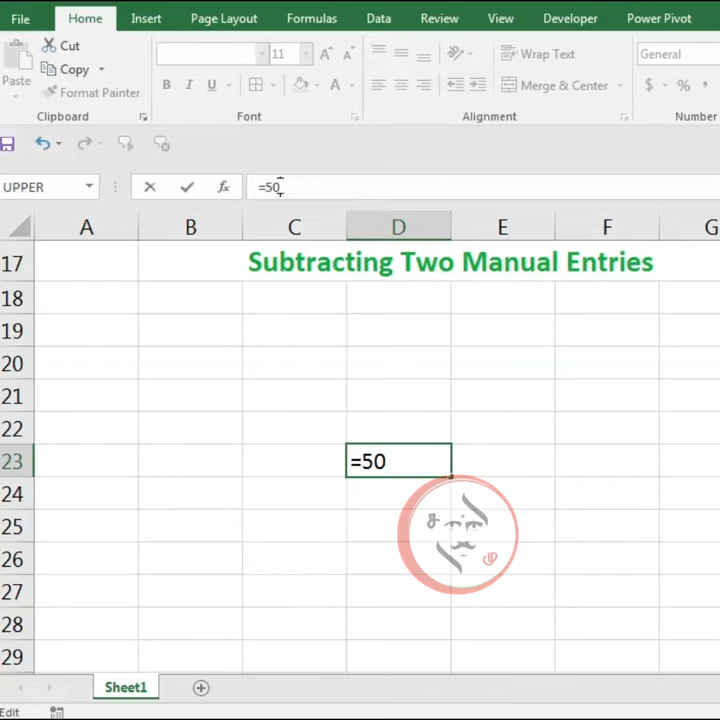 File Home Insert Page Layout Formulas Data Review View Developer Power Pivot
Cut
Copy
Format Painter
Paste
11 A A
B I U A
Wrap Text
Merge & Center
General
$ % ,
Clipboard Font Alignment Number
UPPER fx =50
A B C D E F G
17 Subtracting Two Manual Entries
18
19
20
21
22
23 =50
24
25
26
27
28
29
Sheet1
Edit